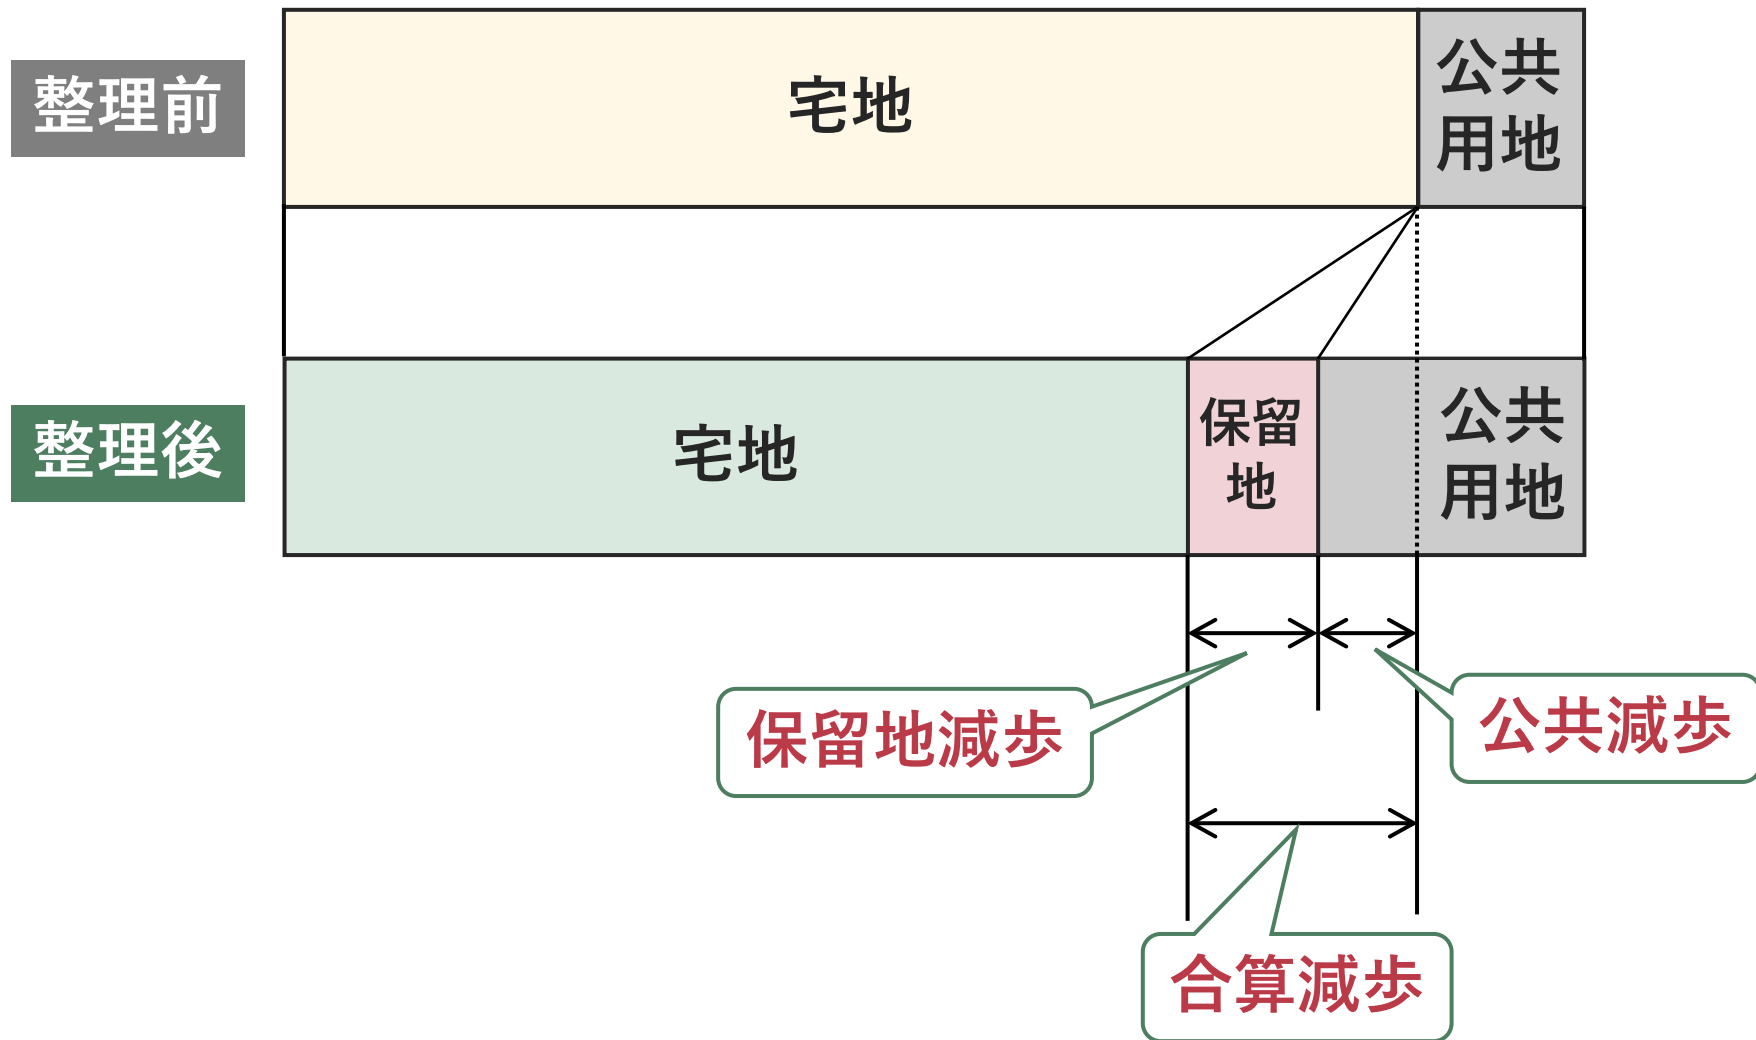 整理前
宅地
公共
用地
整理後
宅地
保留
地
公共
用地
保留地減歩
公共減歩
合算減歩